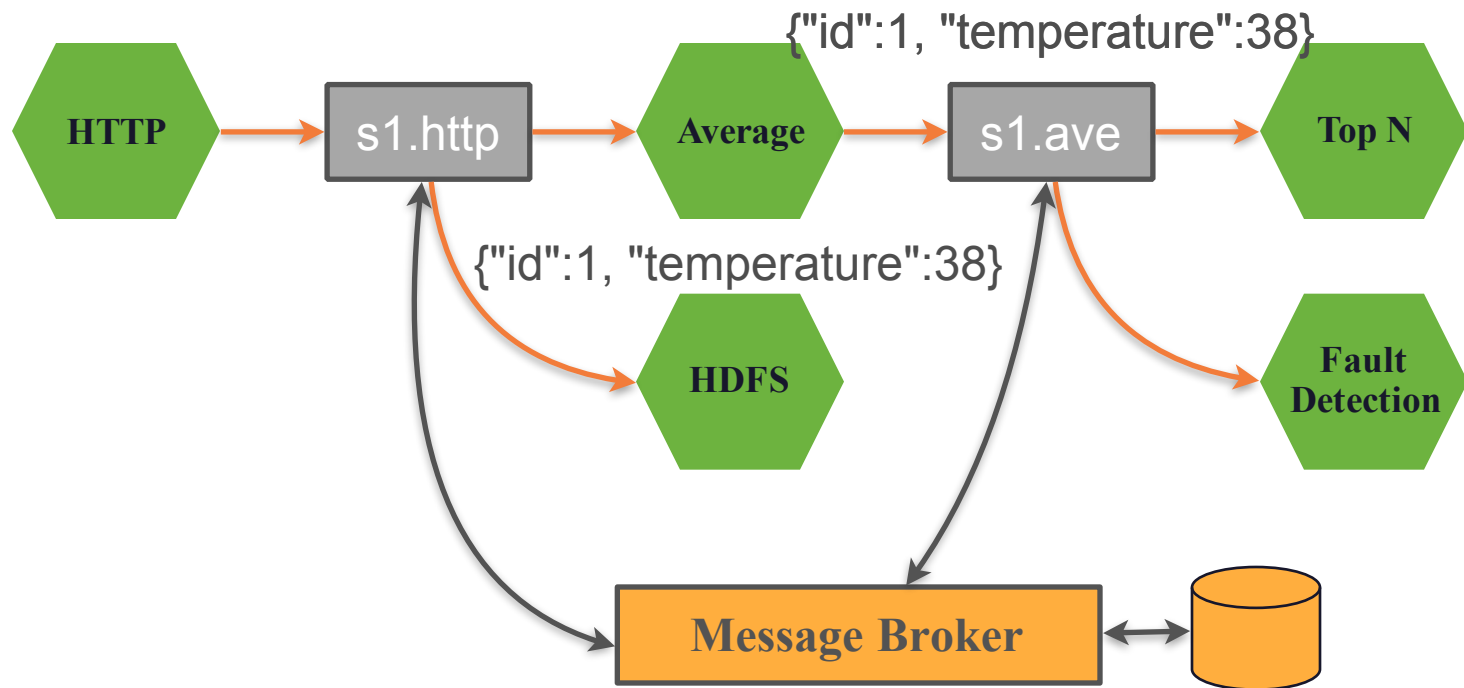 {"id":1, "temperature":38}
HTTP
s1.http
Average
s1.ave
Top N
{"id":1, "temperature":38}
HDFS
Fault
Detection
Message Broker